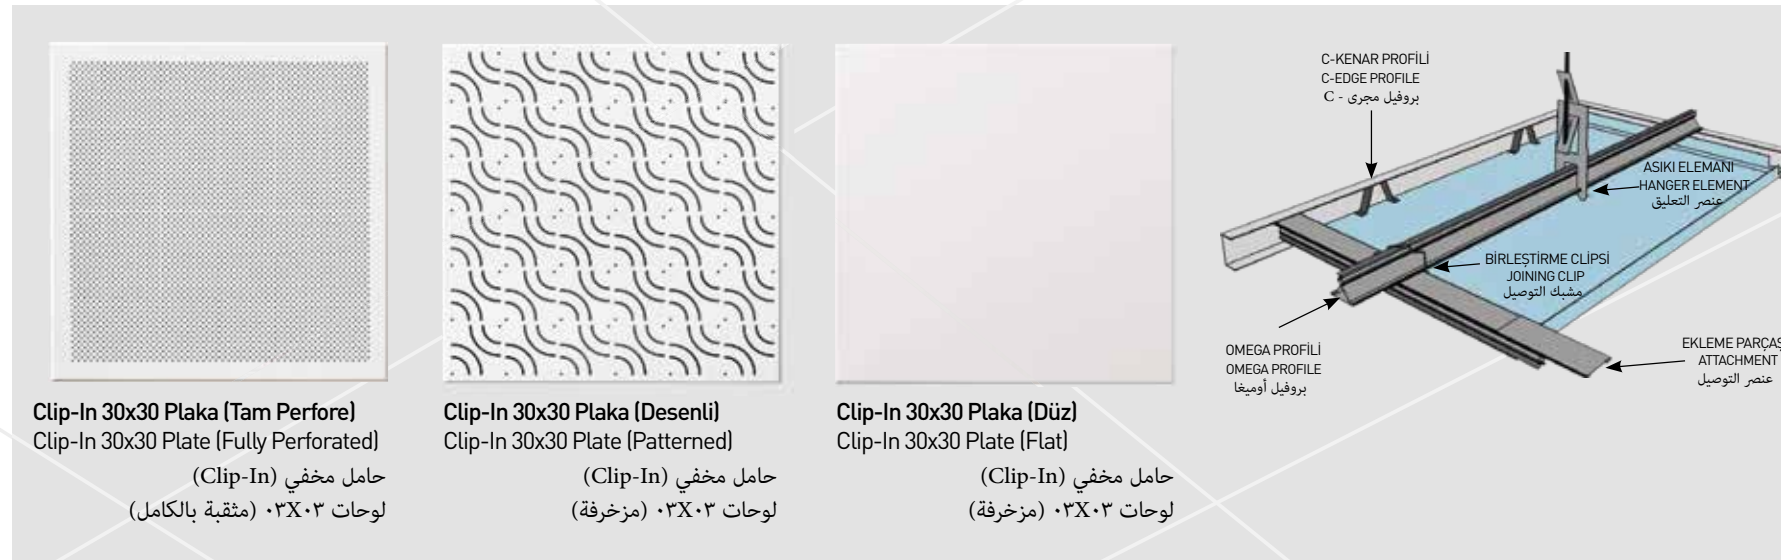 Clip-In 30x30 Plaka (Tam Perfore)
Clip-In 30x30 Plate (Fully Perforated)
حامل مخفي (Clip-In)
لوحات ٠٣X٠٣ (مثقبة بالكامل)
Clip-In 30x30 Plaka (Desenli)
Clip-In 30x30 Plate (Patterned)
حامل مخفي (Clip-In)
لوحات ٠٣X٠٣ (مزخرفة)
Clip-In 30x30 Plaka (Düz)
Clip-In 30x30 Plate (Flat)
حامل مخفي (Clip-In)
لوحات ٠٣X٠٣ (مزخرفة)
C-KENAR PROFİLİ
C-EDGE PROFILE
بروفيل مجرى - C
ASIKI ELEMANI
HANGER ELEMENT
عنصر التعليق
BİRLEŞTİRME CLİPSİ
JOINING CLIP
مشبك التوصيل
OMEGA PROFİLİ
OMEGA PROFILE
بروفيل أوميغا
EKLEME PARÇAS
ATTACHMENT
عنصر التوصيل